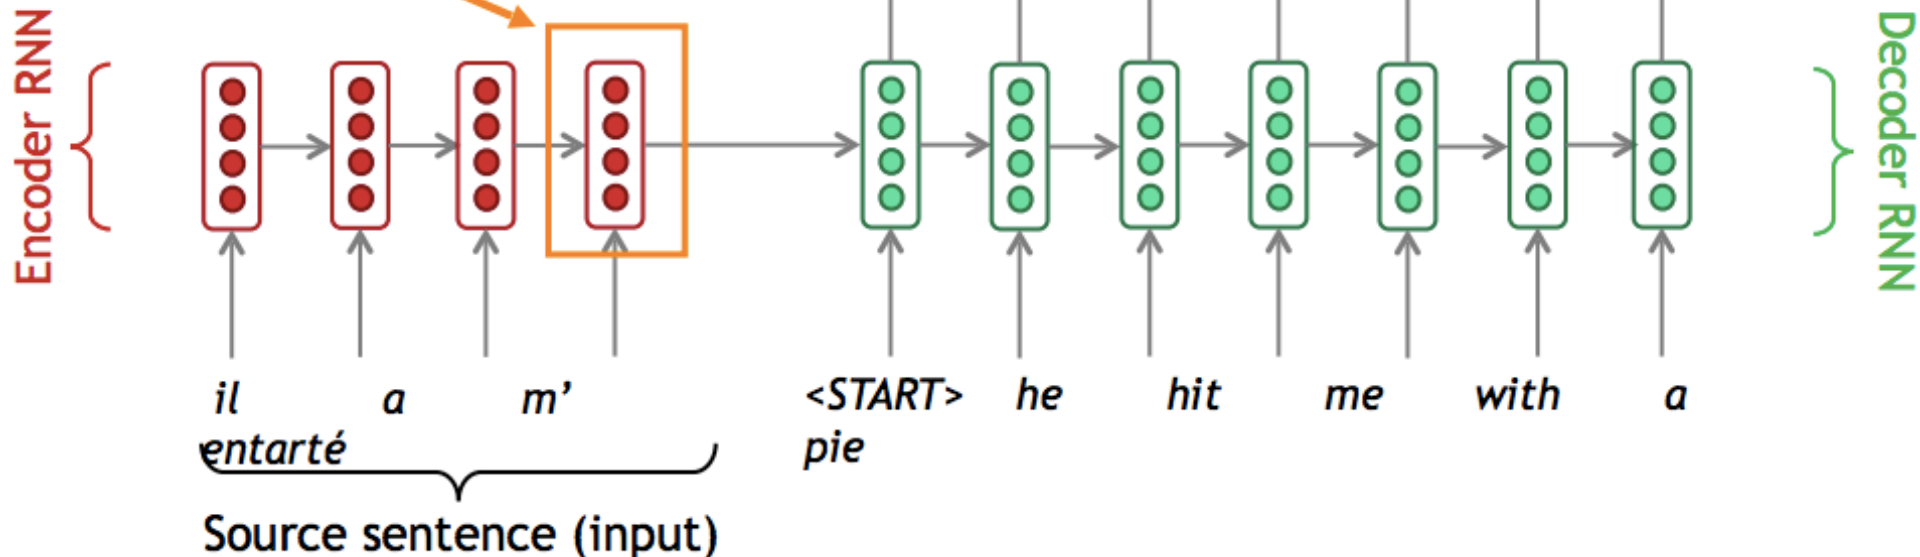 Encoder RNN
il a m’
entarté
Source sentence (input)
<START> he hit me with a
pie
Decoder RNN